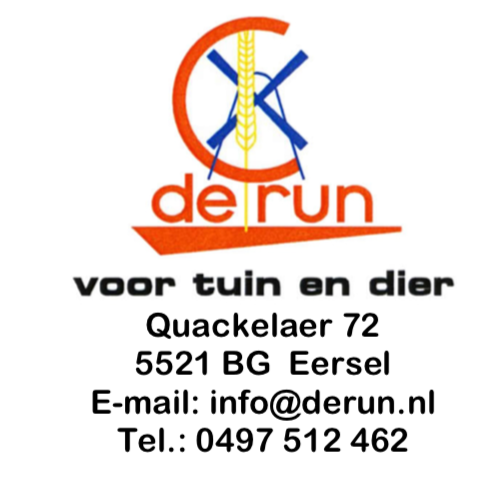 de run
voor tuin en dier
Quackelaer 72
5521 BG Eersel
E-mail: info@derun.nl
Tel.: 0497 512 462